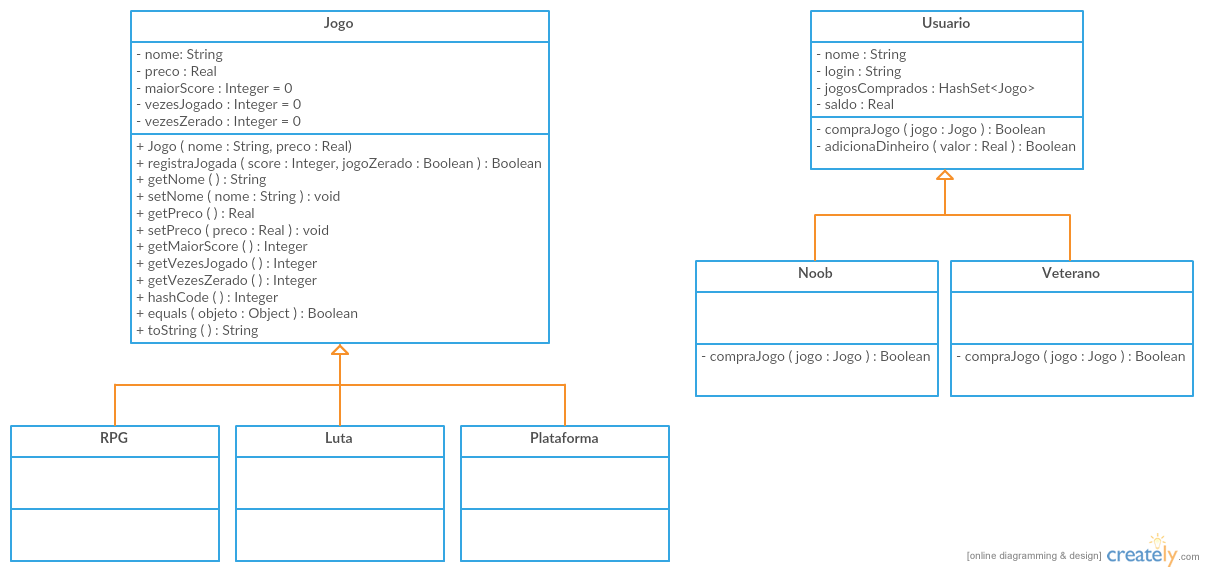 Jogo
- nome: String
- preco : Real
- maiorScore : Integer = 0
- vezesJogado : Integer = 0
- vezesZerado : Integer = 0
+ Jogo ( nome : String, preco : Real)
+ registraJogada ( score : Integer, jogoZerado : Boolean ) : Boolean
+ getNome ( ) : String
+ setNome ( nome : String ) : void
+ getPreco ( ) : Real
+ setPreco ( preco : Real ) : void
+ getMaiorScore ( ) : Integer
+ getVezesJogado ( ) : Integer
+ getVezesZerado ( ) : Integer
+ hashCode ( ) : Integer
+ equals ( objeto : Object ) : Boolean
+ toString ( ) : String
RPG
Luta
Plataforma
Usuario
- nome : String
- login : String
- jogosComprados : HashSet<Jogo>
- saldo : Real
- compraJogo ( jogo : Jogo ) : Boolean
- adicionaDinheiro ( valor : Real ) : Boolean
Noob
- compraJogo ( jogo : Jogo ) : Boolean
Veterano
- compraJogo ( jogo : Jogo ) : Boolean
[online diagramming & design] creately.com